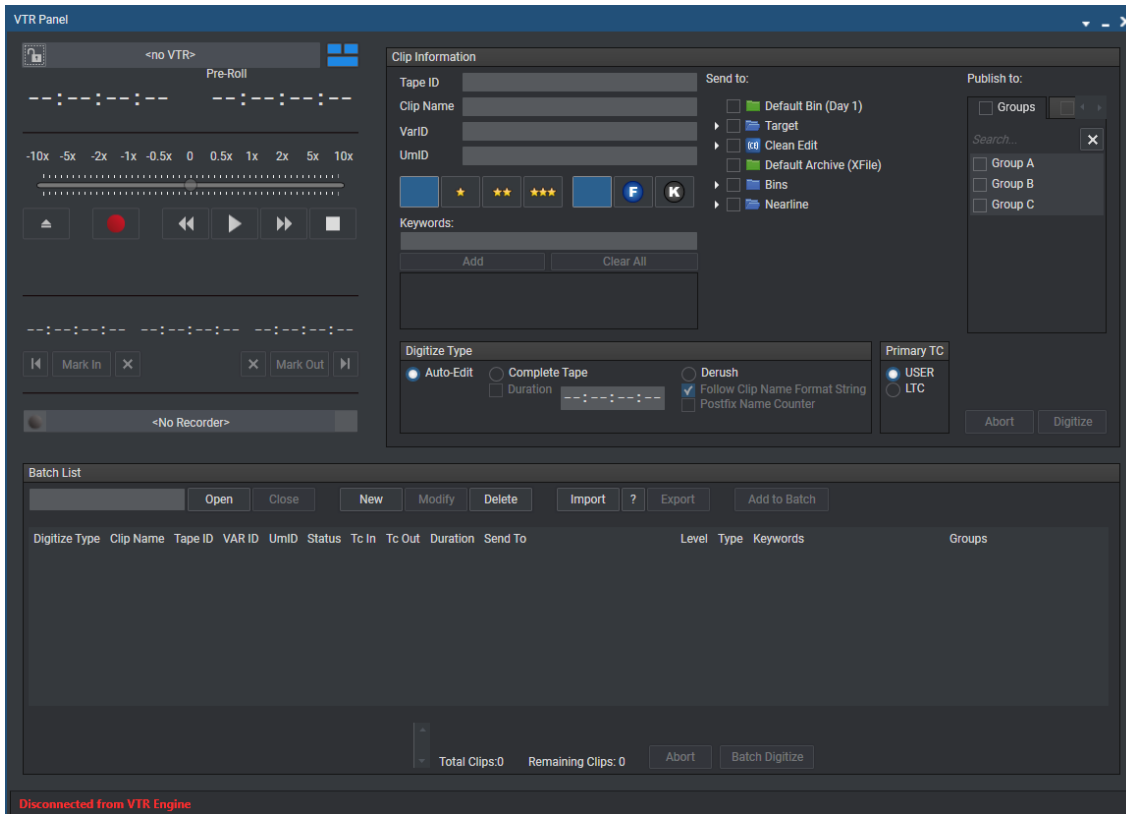 VTR Panel
<no VTR>
Pre-Roll
--:--:--:-- --:--:--:--
-10x -5x -2x -1x -0.5x 0 0.5x 1x 2x 5x 10x
--:--:--:-- --:--:--:-- --:--:--:--
Mark In
Mark Out
<No Recorder>
Clip Information
Tape ID
Clip Name
VarID
UmID
F
K
Keywords:
Add
Clear All
Send to:
Default Bin (Day 1)
Target
Clean Edit
Default Archive (XFile)
Bins
Nearline
Publish to:
Groups
Search...
Group A
Group B
Group C
Digitize Type
Auto-Edit
Complete Tape
Duration
--:--:--:--
Derush
Follow Clip Name Format String
Postfix Name Counter
Primary TC
USER
LTC
Abort
Digitize
Batch List
Open Close New Modify Delete Import ? Export Add to Batch
Digitize Type Clip Name Tape ID VAR ID UmID Status Tc In Tc Out Duration Send To Level Type Keywords Groups
Total Clips:0 Remaining Clips: 0 Abort Batch Digitize
Disconnected from VTR Engine